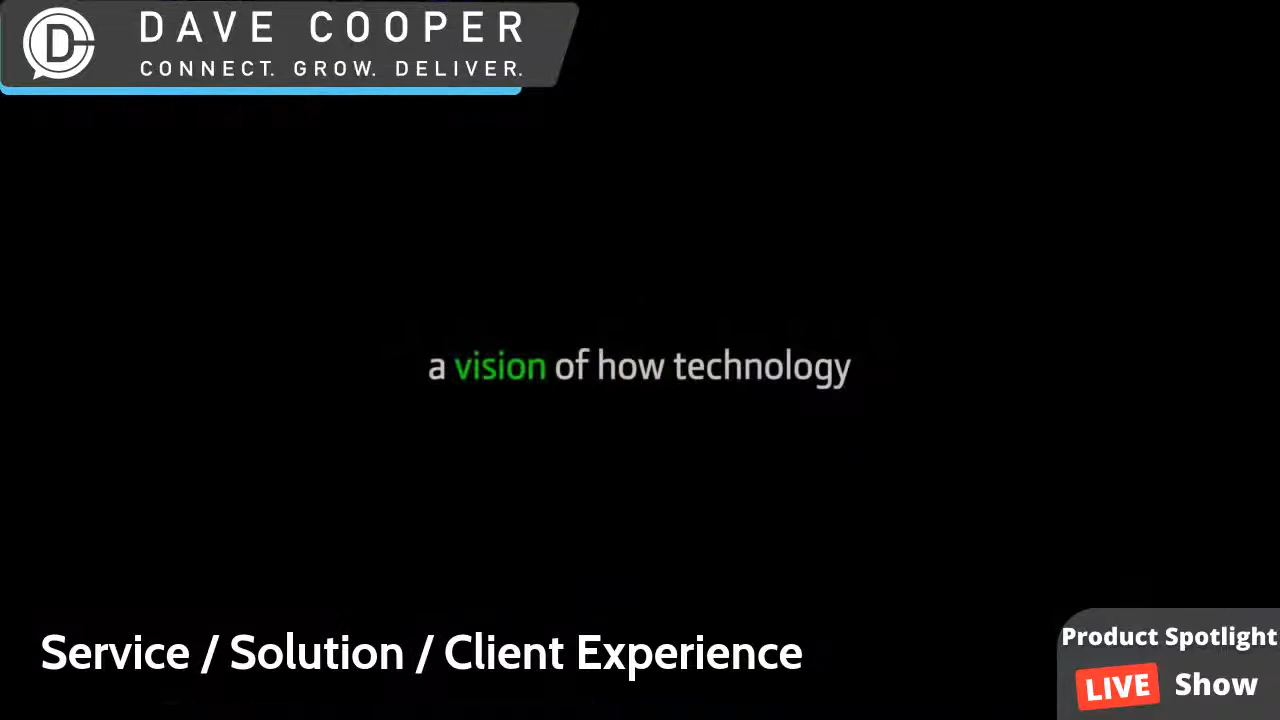 DAVE COOPER
CONNECT. GROW. DELIVER.
a vision of how technology
Service / Solution / Client Experience
Product Spotlight
LIVE Show